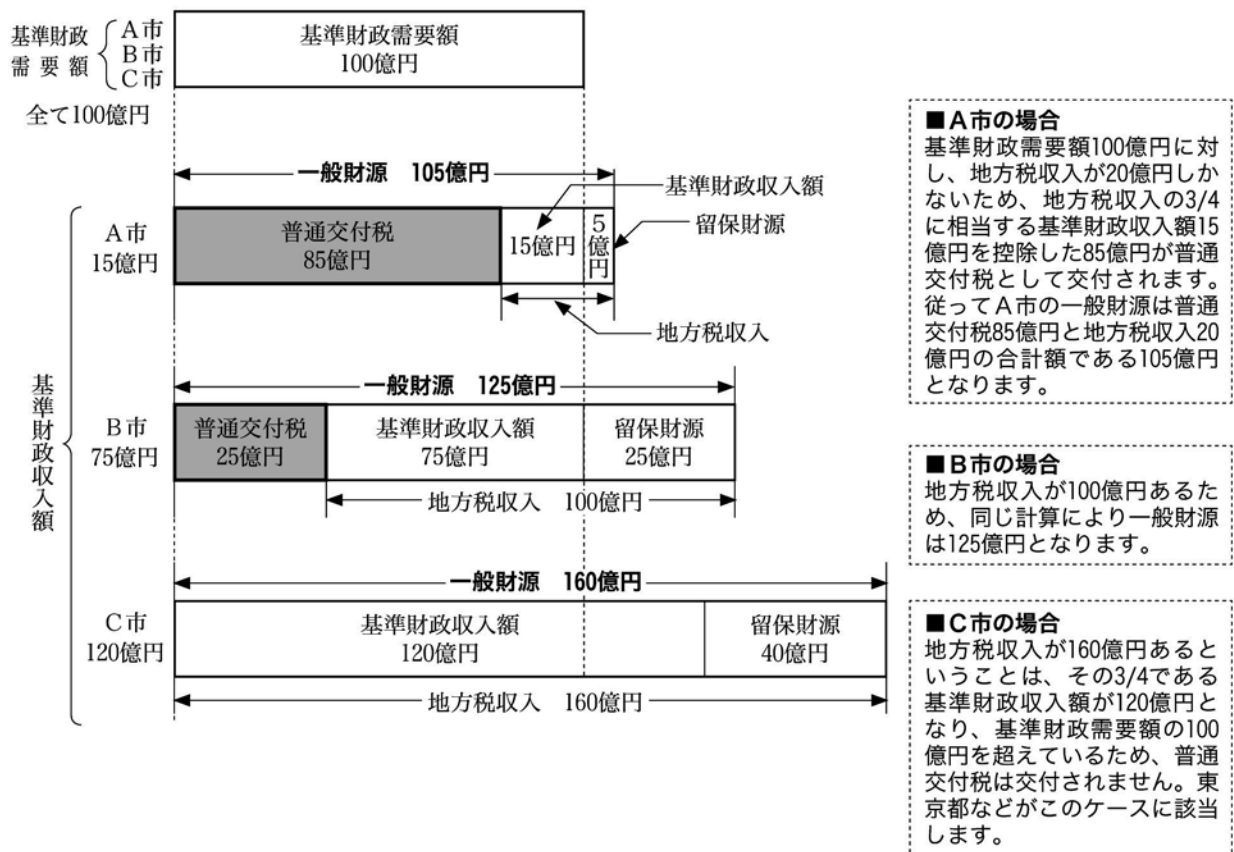 基準財政
需要額
A市
B市
C市
基準財政需要額
100億円
全て100億円
一般財源 105億円
基準財政収入額
留保財源
A市
15億円
普通交付税
85億円
15億円
5億円
地方税収入
基準財政収入額
一般財源 125億円
B市
75億円
普通交付税
25億円
基準財政収入額
75億円
留保財源
25億円
地方税収入 100億円
一般財源 160億円
C市
120億円
基準財政収入額
120億円
留保財源
40億円
地方税収入 160億円
■A市の場合
基準財政需要額100億円に対
し、地方税収入が20億円しか
ないため、地方税収入の3/4
に相当する基準財政収入額15
億円を控除した85億円が普通
交付税として交付されます。
従ってA市の一般財源は普通
交付税85億円と地方税収入20
億円の合計額である105億円
となります。
■B市の場合
地方税収入が100億円あるた
め、同じ計算により一般財源
は125億円となります。
■C市の場合
地方税収入が160億円あると
いうことは、その3/4である
基準財政収入額が120億円と
なり、基準財政需要額の100
億円を超えているため、普通
交付税は交付されません。東
京都などがこのケースに該当
します。